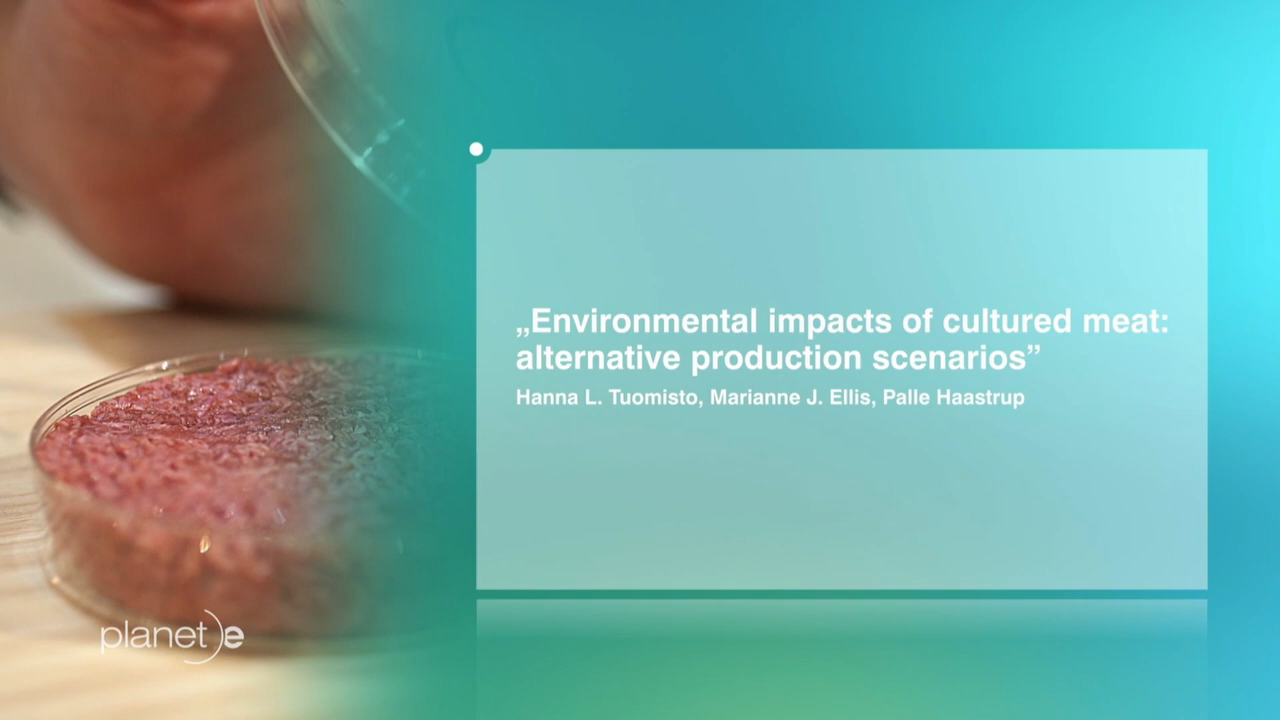 „Environmental impacts of cultured meat:
alternative production scenarios”
Hanna L. Tuomisto, Marianne J. Ellis, Palle Haastrup
planet e